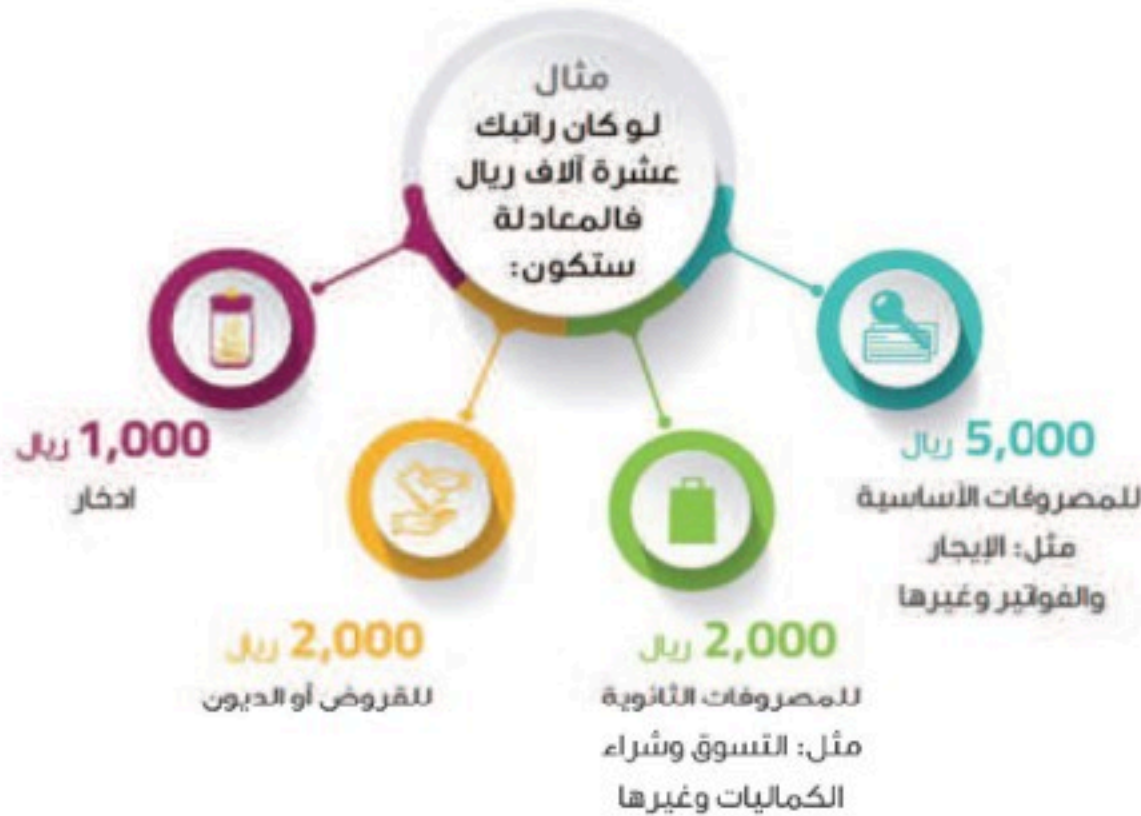 مثال
لو كان راتبك
عشرة آلاف ريال
فالمعادلة
ستكون:
5,000 ريال
للمصروفات الأساسية
مثل: الإيجار
والفواتير وغيرها
2,000 ريال
للمصروفات الثانوية
مثل: التسوق وشراء
الكماليات وغيرها
2,000 ريال
للقروض أو الديون
1,000 ريال
ادخار